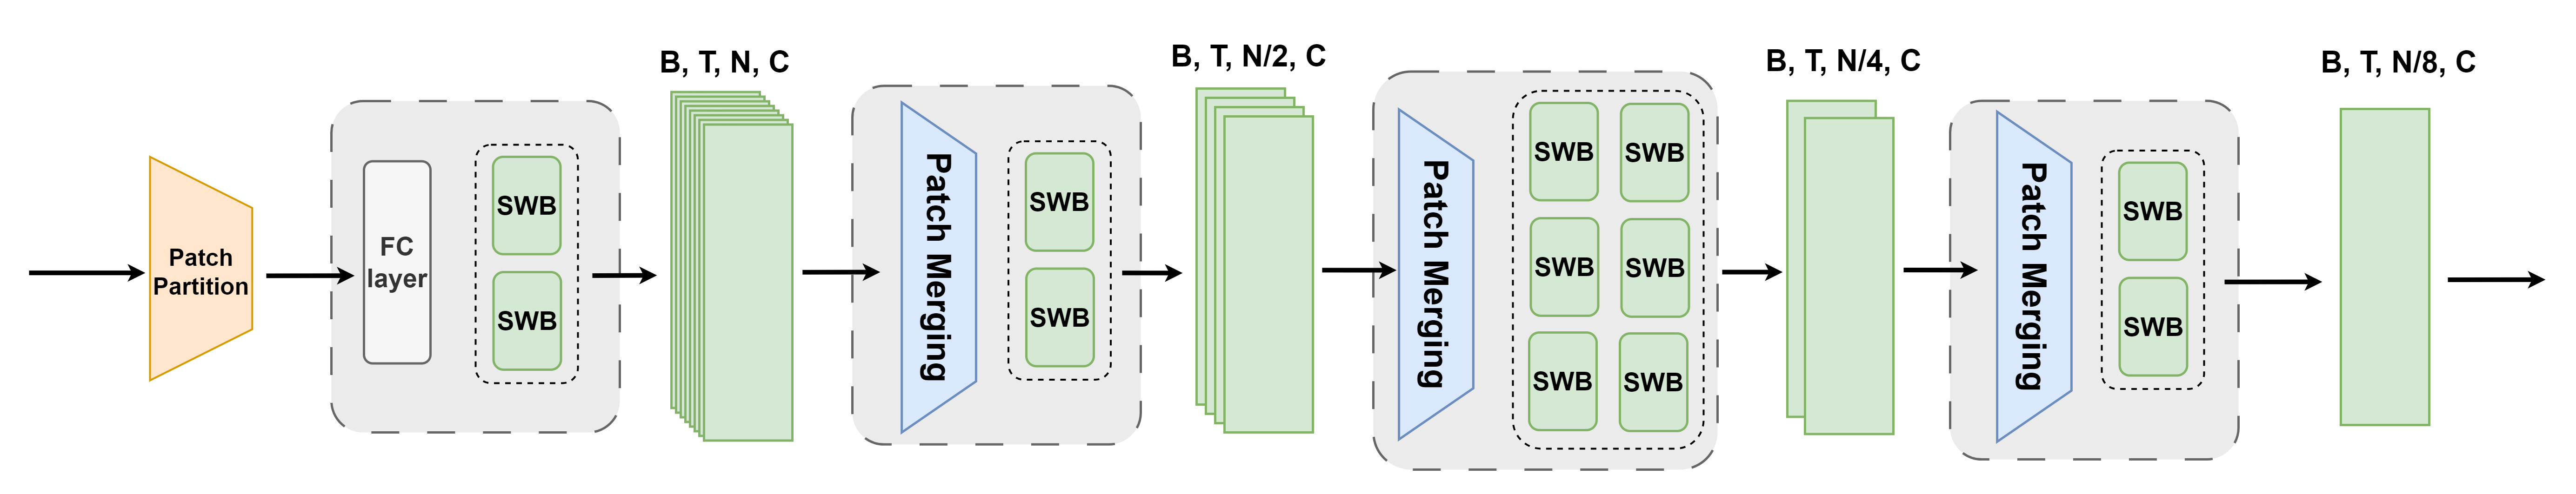 Patch
Partition
FC
layer
SWB
SWB
B, T, N, C
Patch Merging
SWB
SWB
B, T, N/2, C
Patch Merging
SWB SWB
SWB SWB
SWB SWB
B, T, N/4, C
Patch Merging
SWB
SWB
B, T, N/8, C